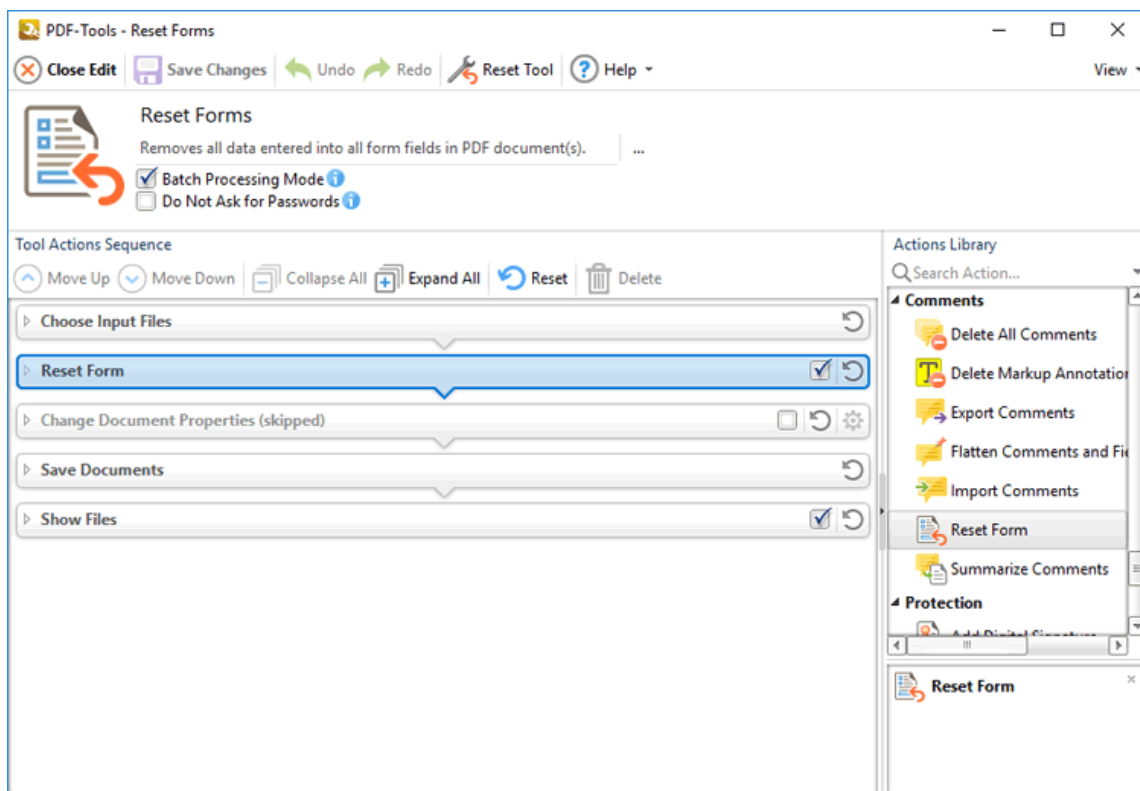 PDF-Tools - Reset Forms
Close Edit Save Changes Undo Redo Reset Tool ? Help View
Reset Forms
Removes all data entered into all form fields in PDF document(s). ...
Batch Processing Mode i
Do Not Ask for Passwords i
Tool Actions Sequence
Move Up Move Down Collapse All Expand All Reset Delete
Choose Input Files
Reset Form
Change Document Properties (skipped)
Save Documents
Show Files
Actions Library
Search Action...
Comments
Delete All Comments
T Delete Markup Annotation
Export Comments
Flatten Comments and Fie
Import Comments
Reset Form
Summarize Comments
Protection
Add Digital Signature
Reset Form